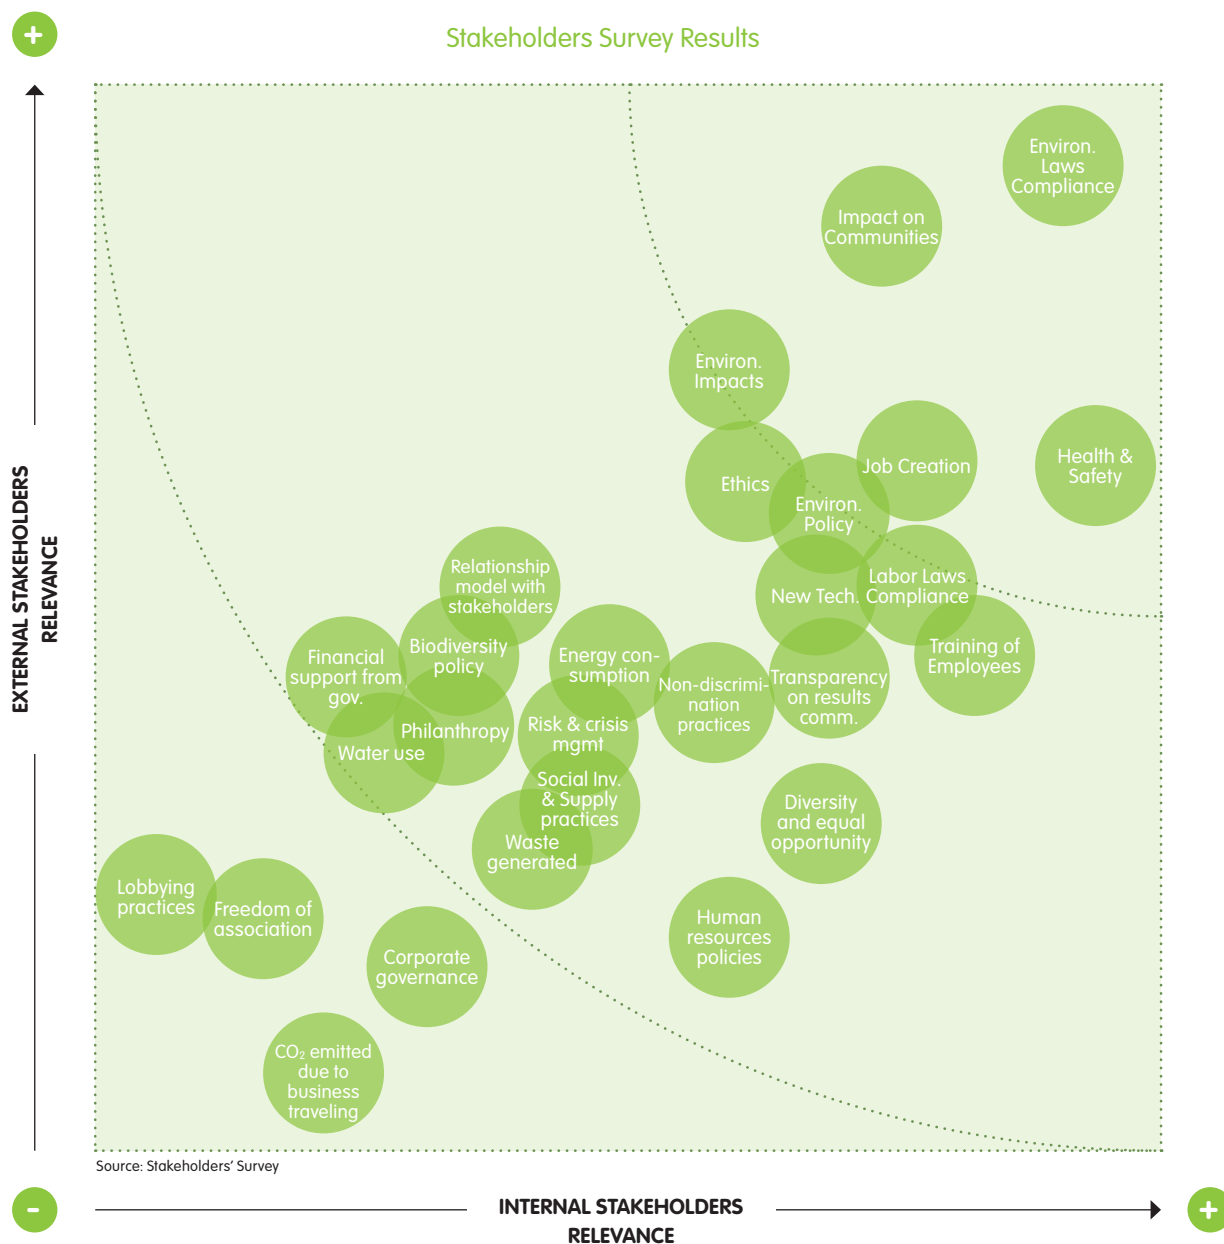 +
Stakeholders Survey Results
Environ.
Laws
Compliance
Impact on
Communities
Environ.
Impacts
Job Creation
Health &
Safety
Ethics
Environ.
Policy
Relationship
model with
stakeholders
New Tech.
Labor Laws
Compliance
Financial
support from
gov.
Biodiversity
policy
Energy con-
sumption
Training of
Employees
Non-discrimi-
nation
practices
Transparency
on results
comm.
Philanthropy
Water use
Risk & crisis
mgmt
Social Inv.
& Supply
practices
Waste
generated
Diversity
and equal
opportunity
Lobbying
practices
Freedom of
association
Human
resources
policies
Corporate
governance
CO₂ emitted
due to
business
traveling
EXTERNAL STAKEHOLDERS
RELEVANCE
Source: Stakeholders’ Survey
-
INTERNAL STAKEHOLDERS
RELEVANCE
+